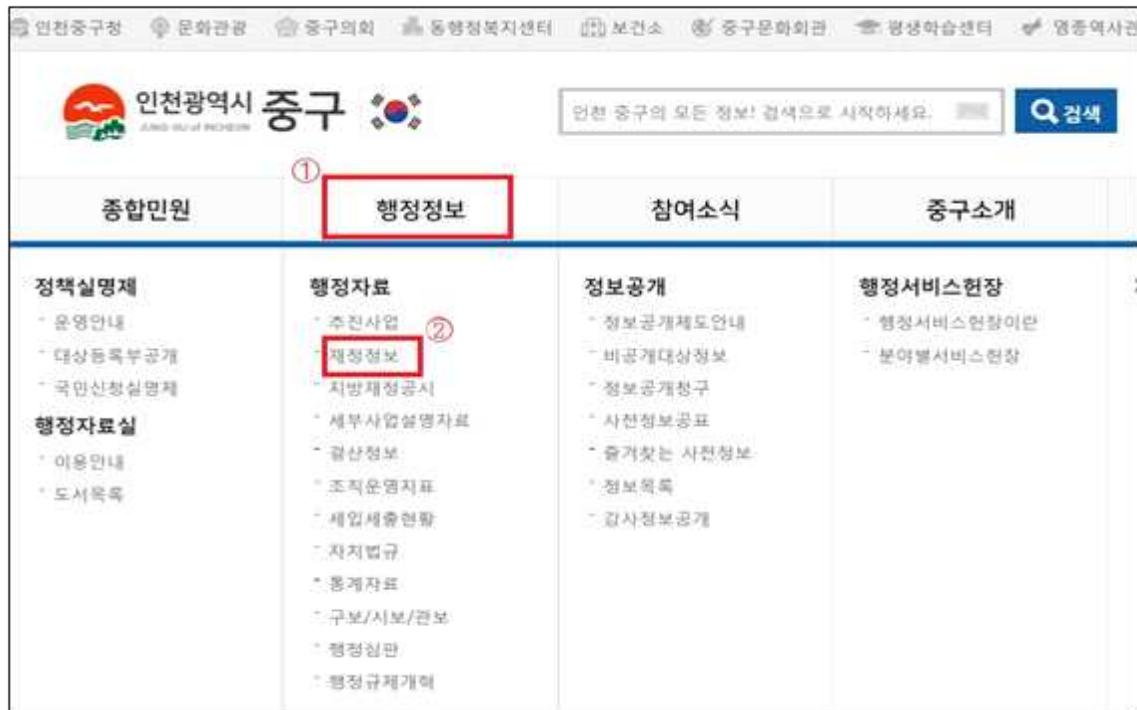 인천중구청 문화관광 중구의회 동행정복지센터 보건소 중구문화회관 평생학습센터 영종역사관
인천광역시 중구
JUNG-GU of INCHEON
인천 중구의 모든 정보! 검색으로 시작하세요.
검색
①
종합민원 행정정보 참여소식 중구소개
정책실명제
운영안내
대상등록부공개
국민신청실명제
행정자료실
이용안내
도서목록
행정자료
추진사업
②
재정정보
지방재정공시
세부사업설명자료
결산정보
조직운영지표
세입세출현황
자치법규
통계자료
구보/시보/관보
행정심판
행정규제개혁
정보공개
정보공개제도안내
비공개대상정보
정보공개청구
사전정보공표
즐겨찾는 사전정보
정보목록
감사정보공개
행정서비스헌장
행정서비스헌장이란
분야별서비스헌장